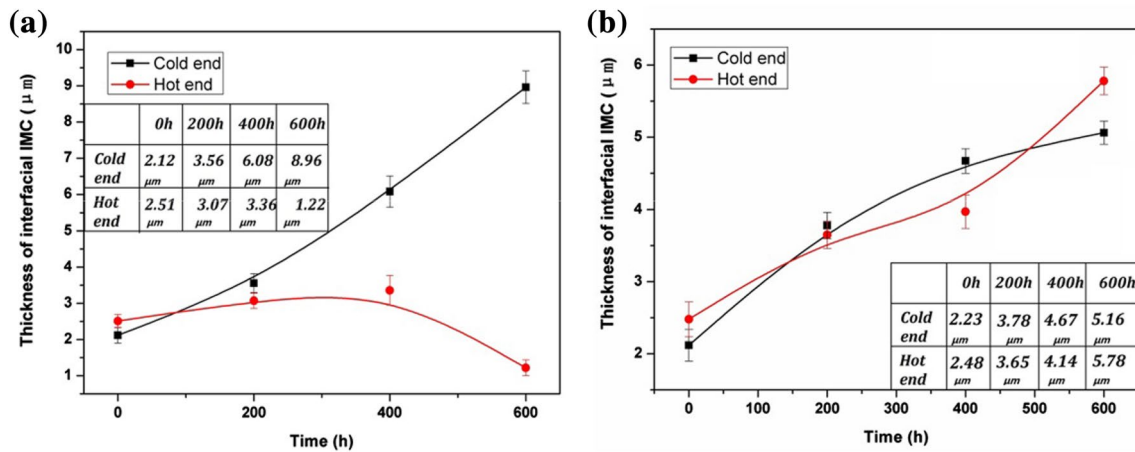 (a)
Thickness of interfacial IMC (μm)
10
9
8
7
6
5
4
3
2
1
Cold end
Hot end
0h 200h 400h 600h
Cold end 2.12 μm 3.56 μm 6.08 μm 8.96 μm
Hot end 2.51 μm 3.07 μm 3.36 μm 1.22 μm
0 200 400 600
Time (h)
(b)
Thickness of interfacial IMC (μm)
6
5
4
3
2
Cold end
Hot end
0h 200h 400h 600h
Cold end 2.23 μm 3.78 μm 4.67 μm 5.16 μm
Hot end 2.48 μm 3.65 μm 4.14 μm 5.78 μm
0 100 200 300 400 500 600
Time (h)